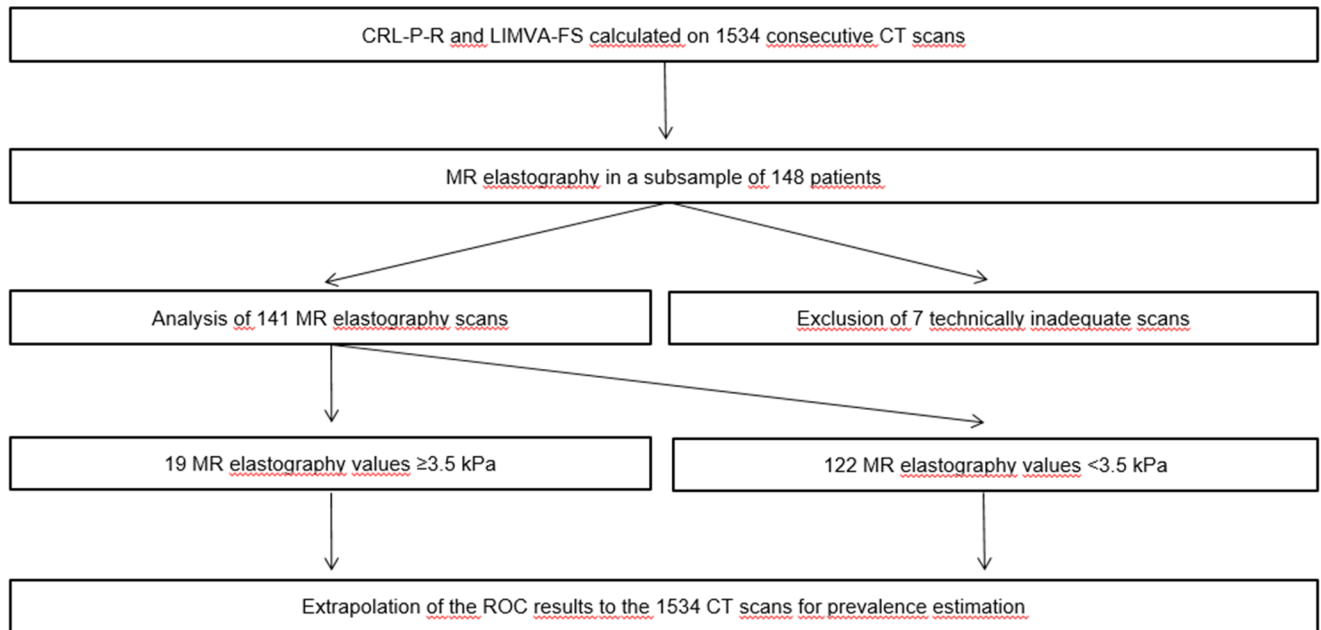 CRL-P-R and LIMVA-FS calculated on 1534 consecutive CT scans
MR elastography in a subsample of 148 patients
Analysis of 141 MR elastography scans
Exclusion of 7 technically inadequate scans
19 MR elastography values ≥3.5 kPa
122 MR elastography values <3.5 kPa
Extrapolation of the ROC results to the 1534 CT scans for prevalence estimation